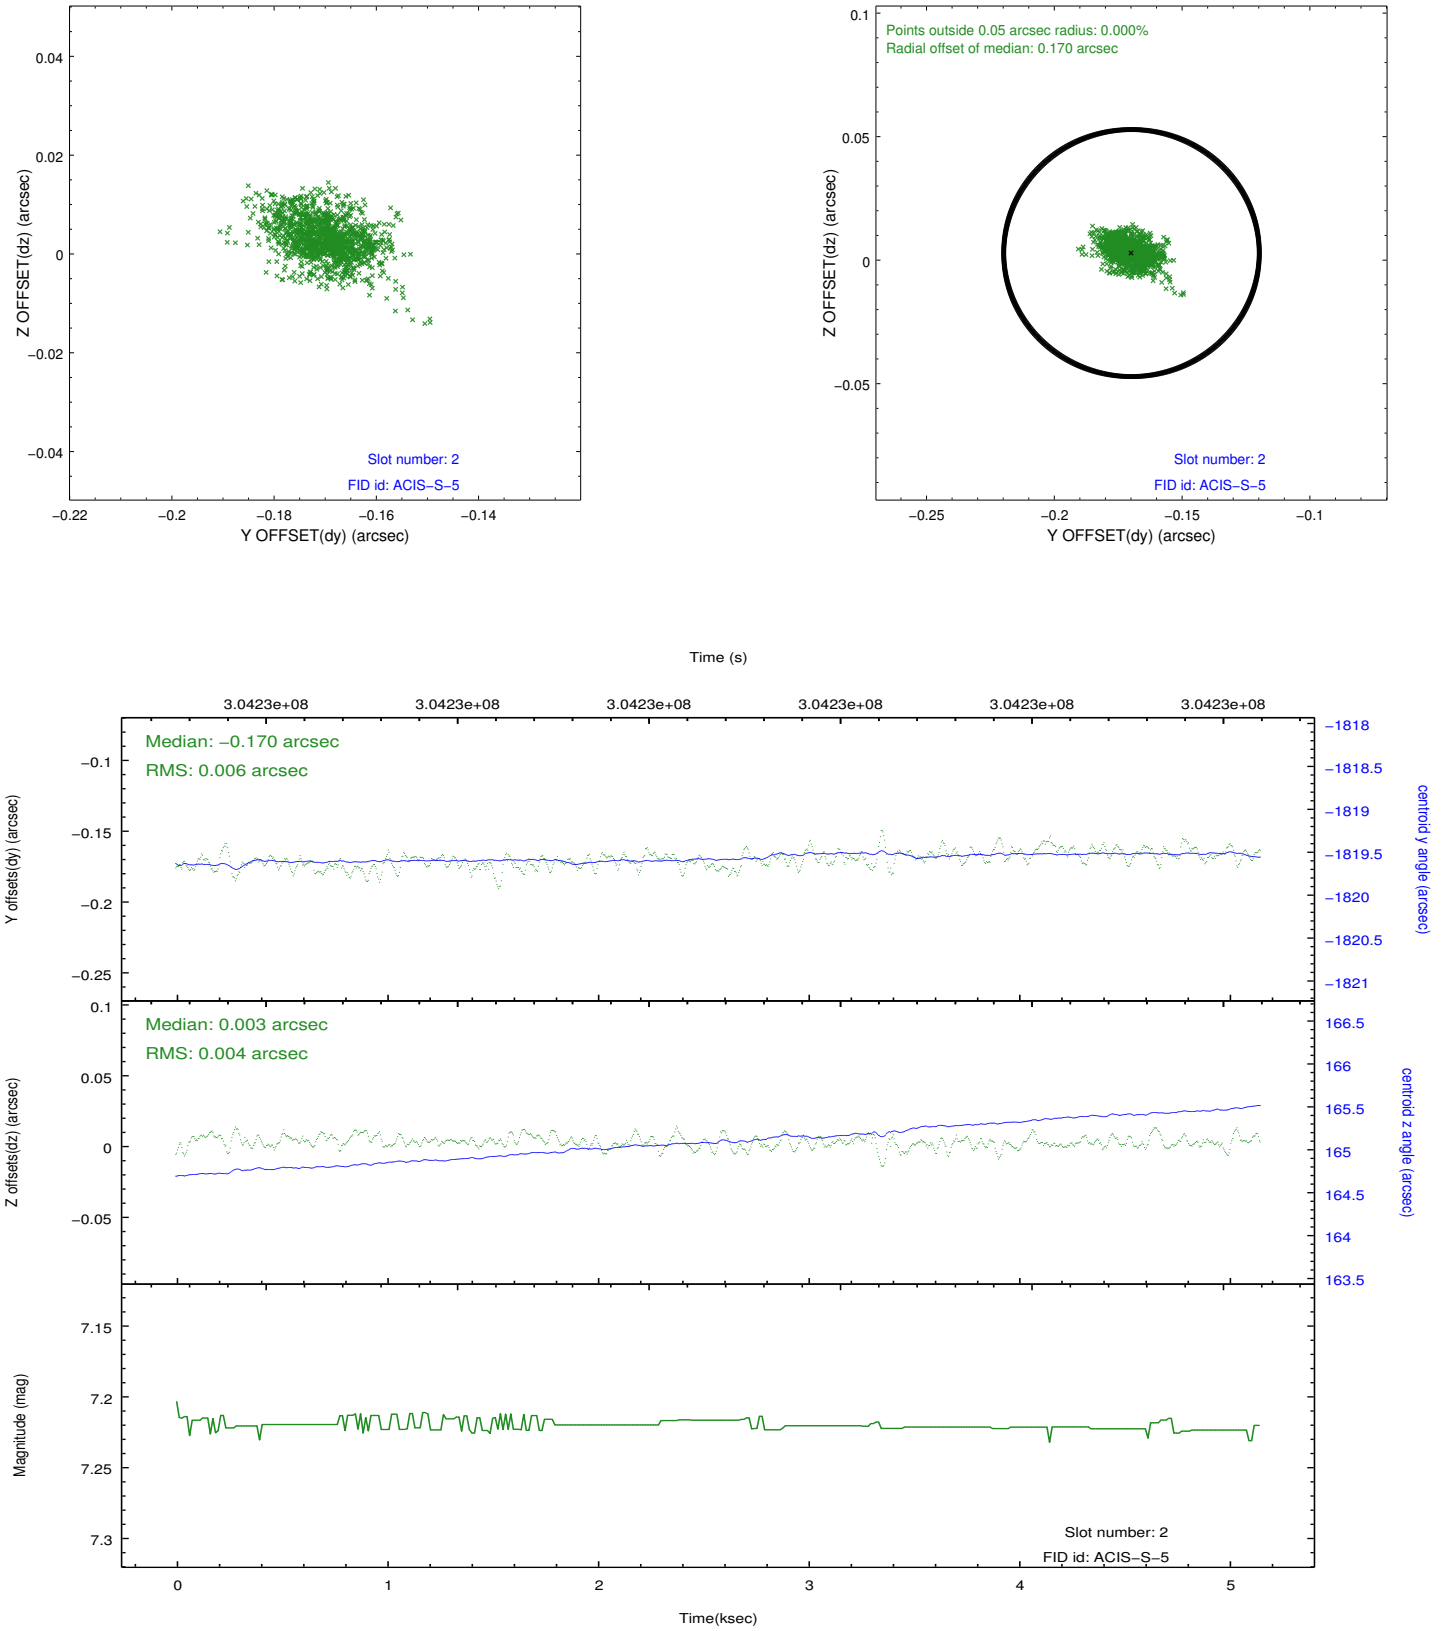 0.04
0.02
0
−0.02
−0.04
Z OFFSET(dz) (arcsec)
Slot number: 2
FID id: ACIS−S−5
−0.22
−0.2
−0.18
−0.16
−0.14
Y OFFSET(dy) (arcsec)
Points outside 0.05 arcsec radius: 0.000%
Radial offset of median: 0.170 arcsec
0.1
0.05
0
−0.05
Z OFFSET(dz) (arcsec)
Slot number: 2
FID id: ACIS−S−5
−0.25
−0.2
−0.15
−0.1
Y OFFSET(dy) (arcsec)
Time (s)
3.0423e+08
3.0423e+08
3.0423e+08
3.0423e+08
3.0423e+08
3.0423e+08
Median: −0.170 arcsec
RMS: 0.006 arcsec
−0.1
−0.15
−0.2
−0.25
Y offsets(dy) (arcsec)
−1818
−1818.5
−1819
−1819.5
−1820
−1820.5
−1821
centroid y angle (arcsec)
Median: 0.003 arcsec
RMS: 0.004 arcsec
0.1
0.05
0
−0.05
Z offsets(dz) (arcsec)
166.5
166
165.5
165
164.5
164
163.5
centroid z angle (arcsec)
7.15
7.2
7.25
7.3
Magnitude (mag)
Slot number: 2
FID id: ACIS−S−5
0
1
2
3
4
5
Time(ksec)